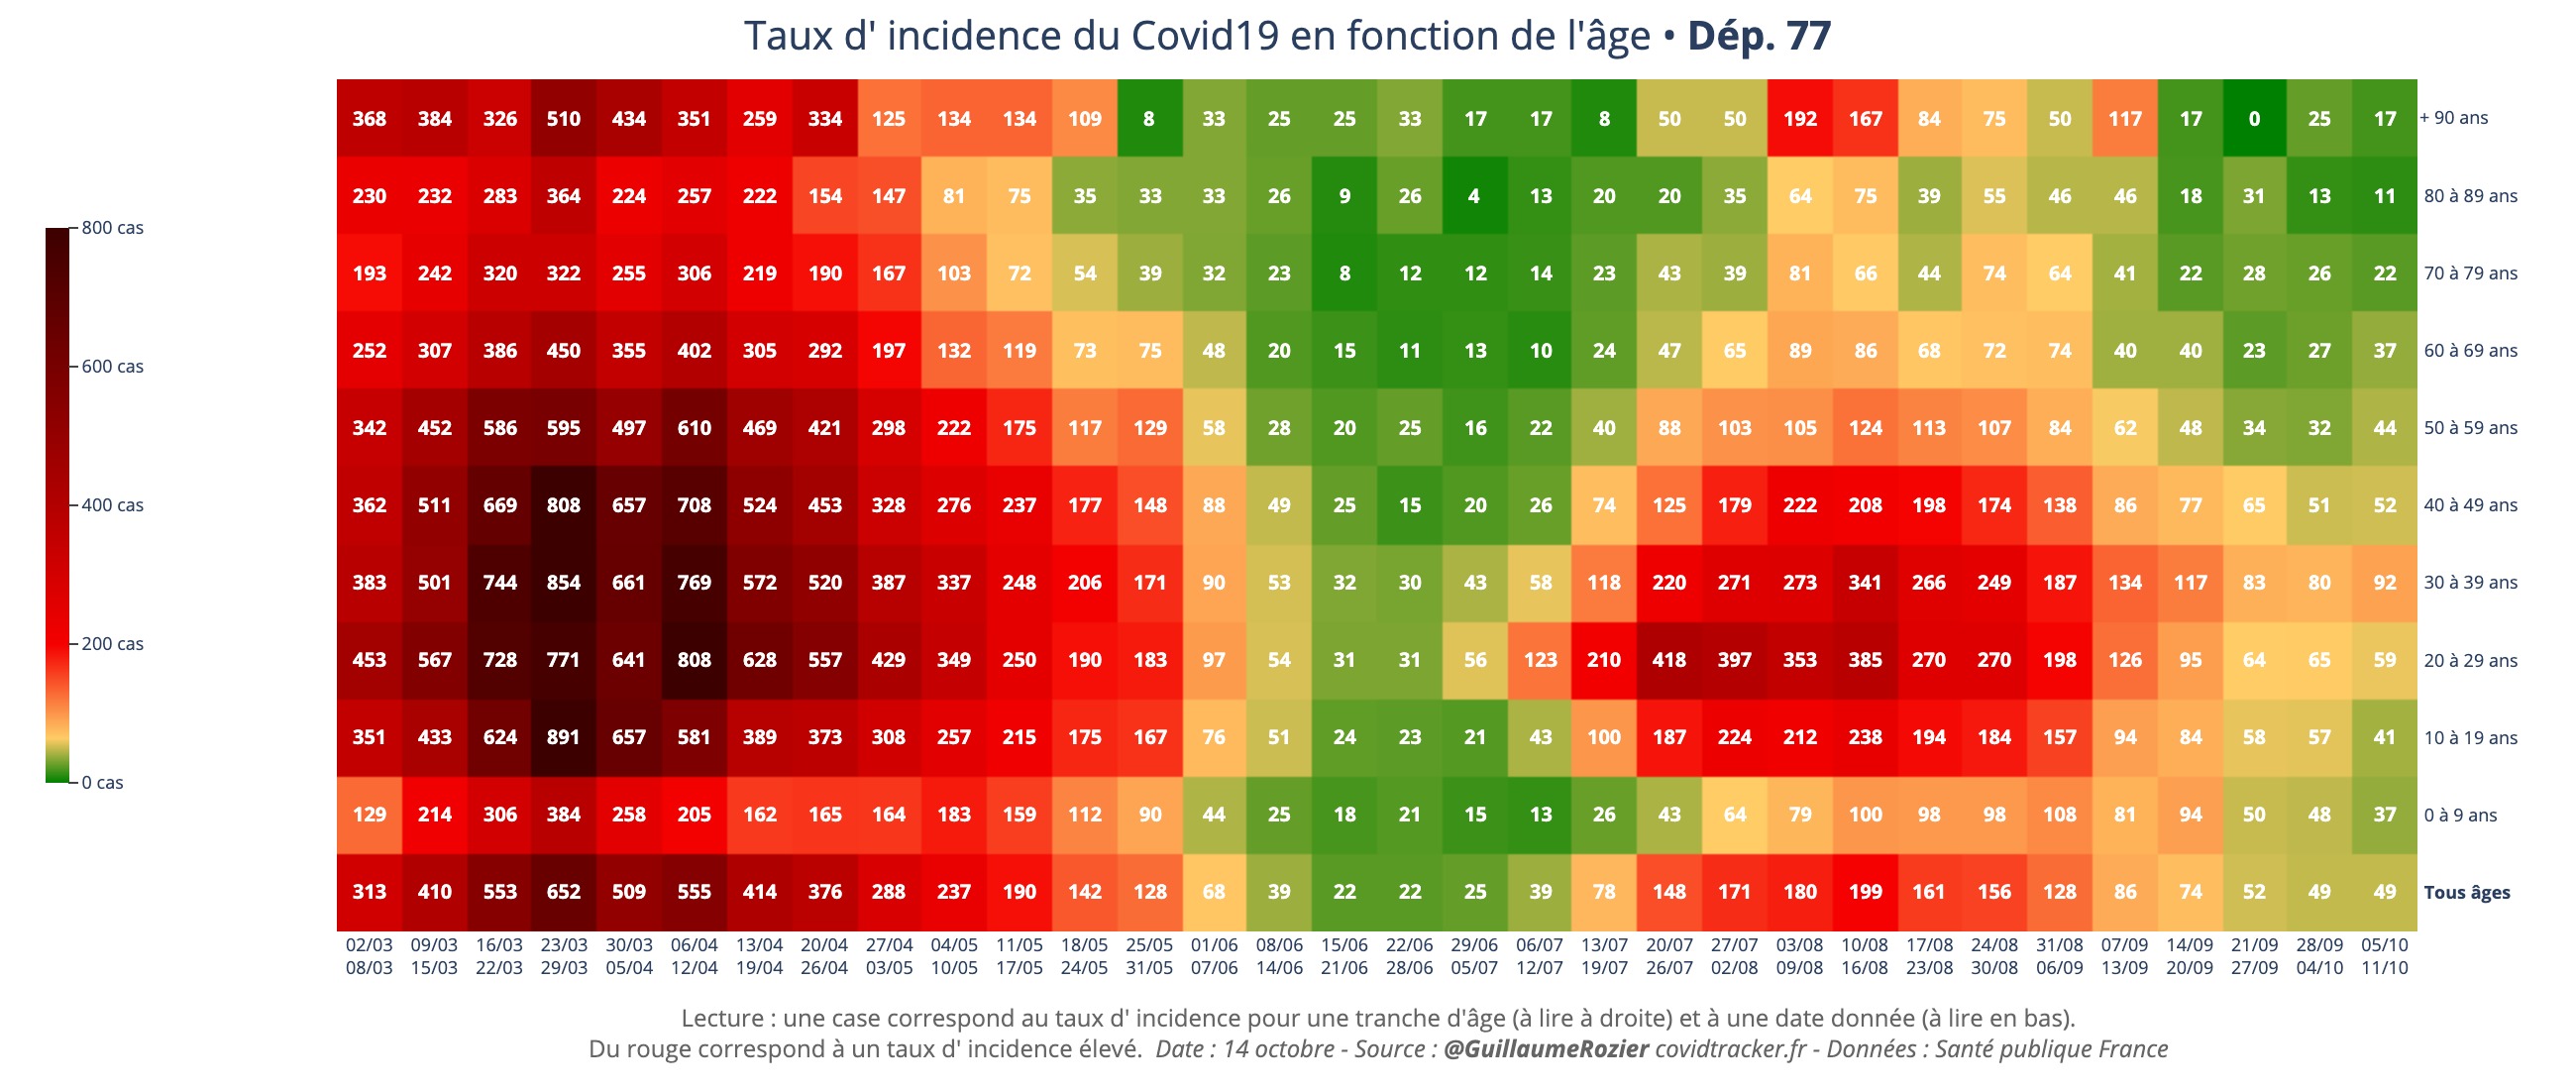 Taux d' incidence du Covid19 en fonction de l'âge • Dép. 77
368 384 326 510 434 351 259 334 125 134 134 109 8 33 25 25 33 17 17 8 50 50 192 167 84 75 50 117 17 0 25 17 + 90 ans
230 232 283 364 224 257 222 154 147 81 75 35 33 33 26 9 26 4 13 20 20 35 64 75 39 55 46 46 18 31 13 11 80 à 89 ans
800 cas
193 242 320 322 255 306 219 190 167 103 72 54 39 32 23 8 12 12 14 23 43 39 81 66 44 74 64 41 22 28 26 22 70 à 79 ans
252 307 386 450 355 402 305 292 197 132 119 73 75 48 20 15 11 13 10 24 47 65 89 86 68 72 74 40 40 23 27 37 60 à 69 ans
600 cas
342 452 586 595 497 610 469 421 298 222 175 117 129 58 28 20 25 16 22 40 88 103 105 124 113 107 84 62 48 34 32 44 50 à 59 ans
400 cas
362 511 669 808 657 708 524 453 328 276 237 177 148 88 49 25 15 20 26 74 125 179 222 208 198 174 138 86 77 65 51 52 40 à 49 ans
383 501 744 854 661 769 572 520 387 337 248 206 171 90 53 32 30 43 58 118 220 271 273 341 266 249 187 134 117 83 80 92 30 à 39 ans
200 cas
453 567 728 771 641 808 628 557 429 349 250 190 183 97 54 31 31 56 123 210 418 397 353 385 270 270 198 126 95 64 65 59 20 à 29 ans
351 433 624 891 657 581 389 373 308 257 215 175 167 76 51 24 23 21 43 100 187 224 212 238 194 184 157 94 84 58 57 41 10 à 19 ans
0 cas
129 214 306 384 258 205 162 165 164 183 159 112 90 44 25 18 21 15 13 26 43 64 79 100 98 98 108 81 94 50 48 37 0 à 9 ans
313 410 553 652 509 555 414 376 288 237 190 142 128 68 39 22 22 25 39 78 148 171 180 199 161 156 128 86 74 52 49 49 Tous âges
02/03 09/03 16/03 23/03 30/03 06/04 13/04 20/04 27/04 04/05 11/05 18/05 25/05 01/06 08/06 15/06 22/06 29/06 06/07 13/07 20/07 27/07 03/08 10/08 17/08 24/08 31/08 07/09 14/09 21/09 28/09 05/10
08/03 15/03 22/03 29/03 05/04 12/04 19/04 26/04 03/05 10/05 17/05 24/05 31/05 07/06 14/06 21/06 28/06 05/07 12/07 19/07 26/07 02/08 09/08 16/08 23/08 30/08 06/09 13/09 20/09 27/09 04/10 11/10
Lecture : une case correspond au taux d' incidence pour une tranche d'âge (à lire à droite) et à une date donnée (à lire en bas).
Du rouge correspond à un taux d' incidence élevé. Date : 14 octobre - Source : @GuillaumeRozier covidtracker.fr - Données : Santé publique France